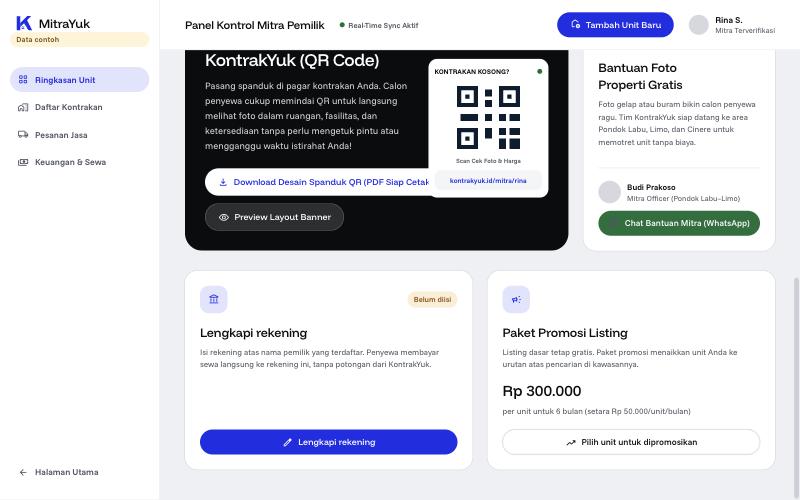 MitraYuk
Data contoh
Ringkasan Unit
Daftar Kontrakan
Pesanan Jasa
Keuangan & Sewa
Halaman Utama
Panel Kontrol Mitra Pemilik
Real-Time Sync Aktif
Tambah Unit Baru
Rina S.
Mitra Terverifikasi
KontrakYuk (QR Code)
Pasang spanduk di pagar kontrakan Anda. Calon
penyewa cukup memindai QR untuk langsung
melihat foto dalam ruangan, fasilitas, dan
ketersediaan tanpa perlu mengetuk pintu atau
mengganggu waktu istirahat Anda!
Download Desain Spanduk QR (PDF Siap Cetak
Preview Layout Banner
KONTRAKAN KOSONG?
Scan Cek Foto & Harga
kontrakyuk.id/mitra/rina
Bantuan Foto
Properti Gratis
Foto gelap atau buram bikin calon penyewa
ragu. Tim KontrakYuk siap datang ke area
Pondok Labu, Limo, dan Cinere untuk
memotret unit tanpa biaya.
Budi Prakoso
Mitra Officer (Pondok Labu–Limo)
Chat Bantuan Mitra (WhatsApp)
Belum diisi
Lengkapi rekening
Isi rekening atas nama pemilik yang terdaftar. Penyewa membayar
sewa langsung ke rekening ini, tanpa potongan dari KontrakYuk.
Lengkapi rekening
Paket Promosi Listing
Listing dasar tetap gratis. Paket promosi menaikkan unit Anda ke
urutan atas pencarian di kawasannya.
Rp 300.000
per unit untuk 6 bulan (setara Rp 50.000/unit/bulan)
Pilih unit untuk dipromosikan